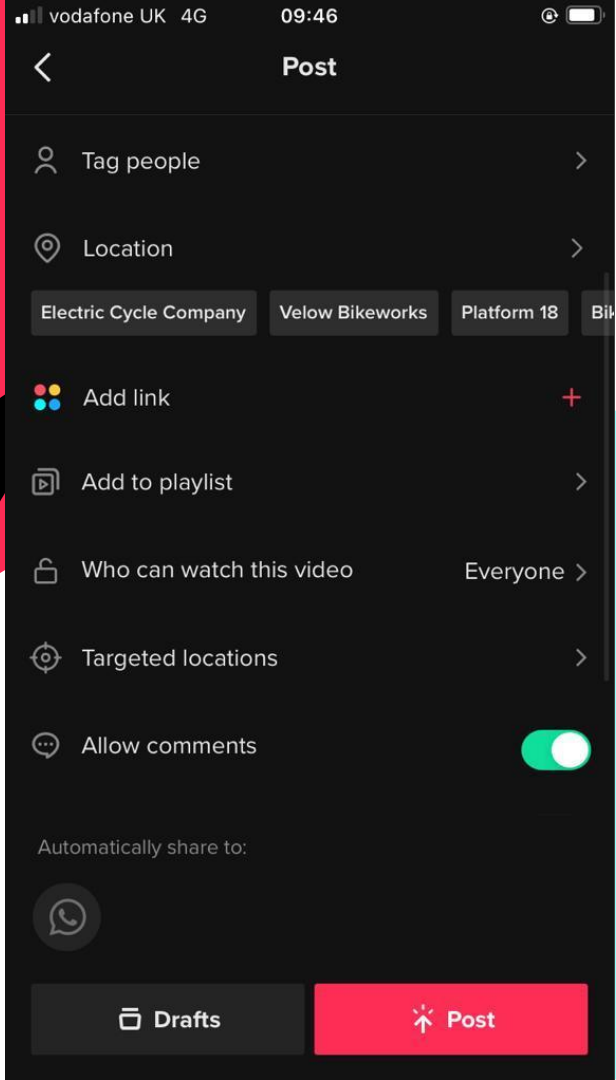 vodafone UK 4G 09:46
Post
Tag people
Location
Electric Cycle Company Velow Bikeworks Platform 18
Add link
Add to playlist
Who can watch this video Everyone
Targeted locations
Allow comments
Automatically share to:
Drafts Post